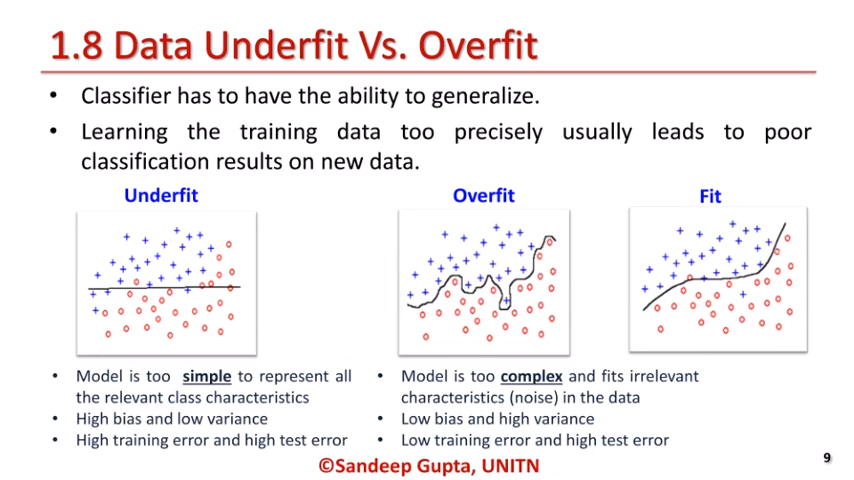 1.8 Data Underfit Vs. Overfit
• Classifier has to have the ability to generalize.
• Learning the training data too precisely usually leads to poor
classification results on new data.
Underfit
Overfit
Fit
• Model is too simple to represent all
the relevant class characteristics
• High bias and low variance
• High training error and high test error
• Model is too complex and fits irrelevant
characteristics (noise) in the data
• Low bias and high variance
• Low training error and high test error
©Sandeep Gupta, UNITN
9